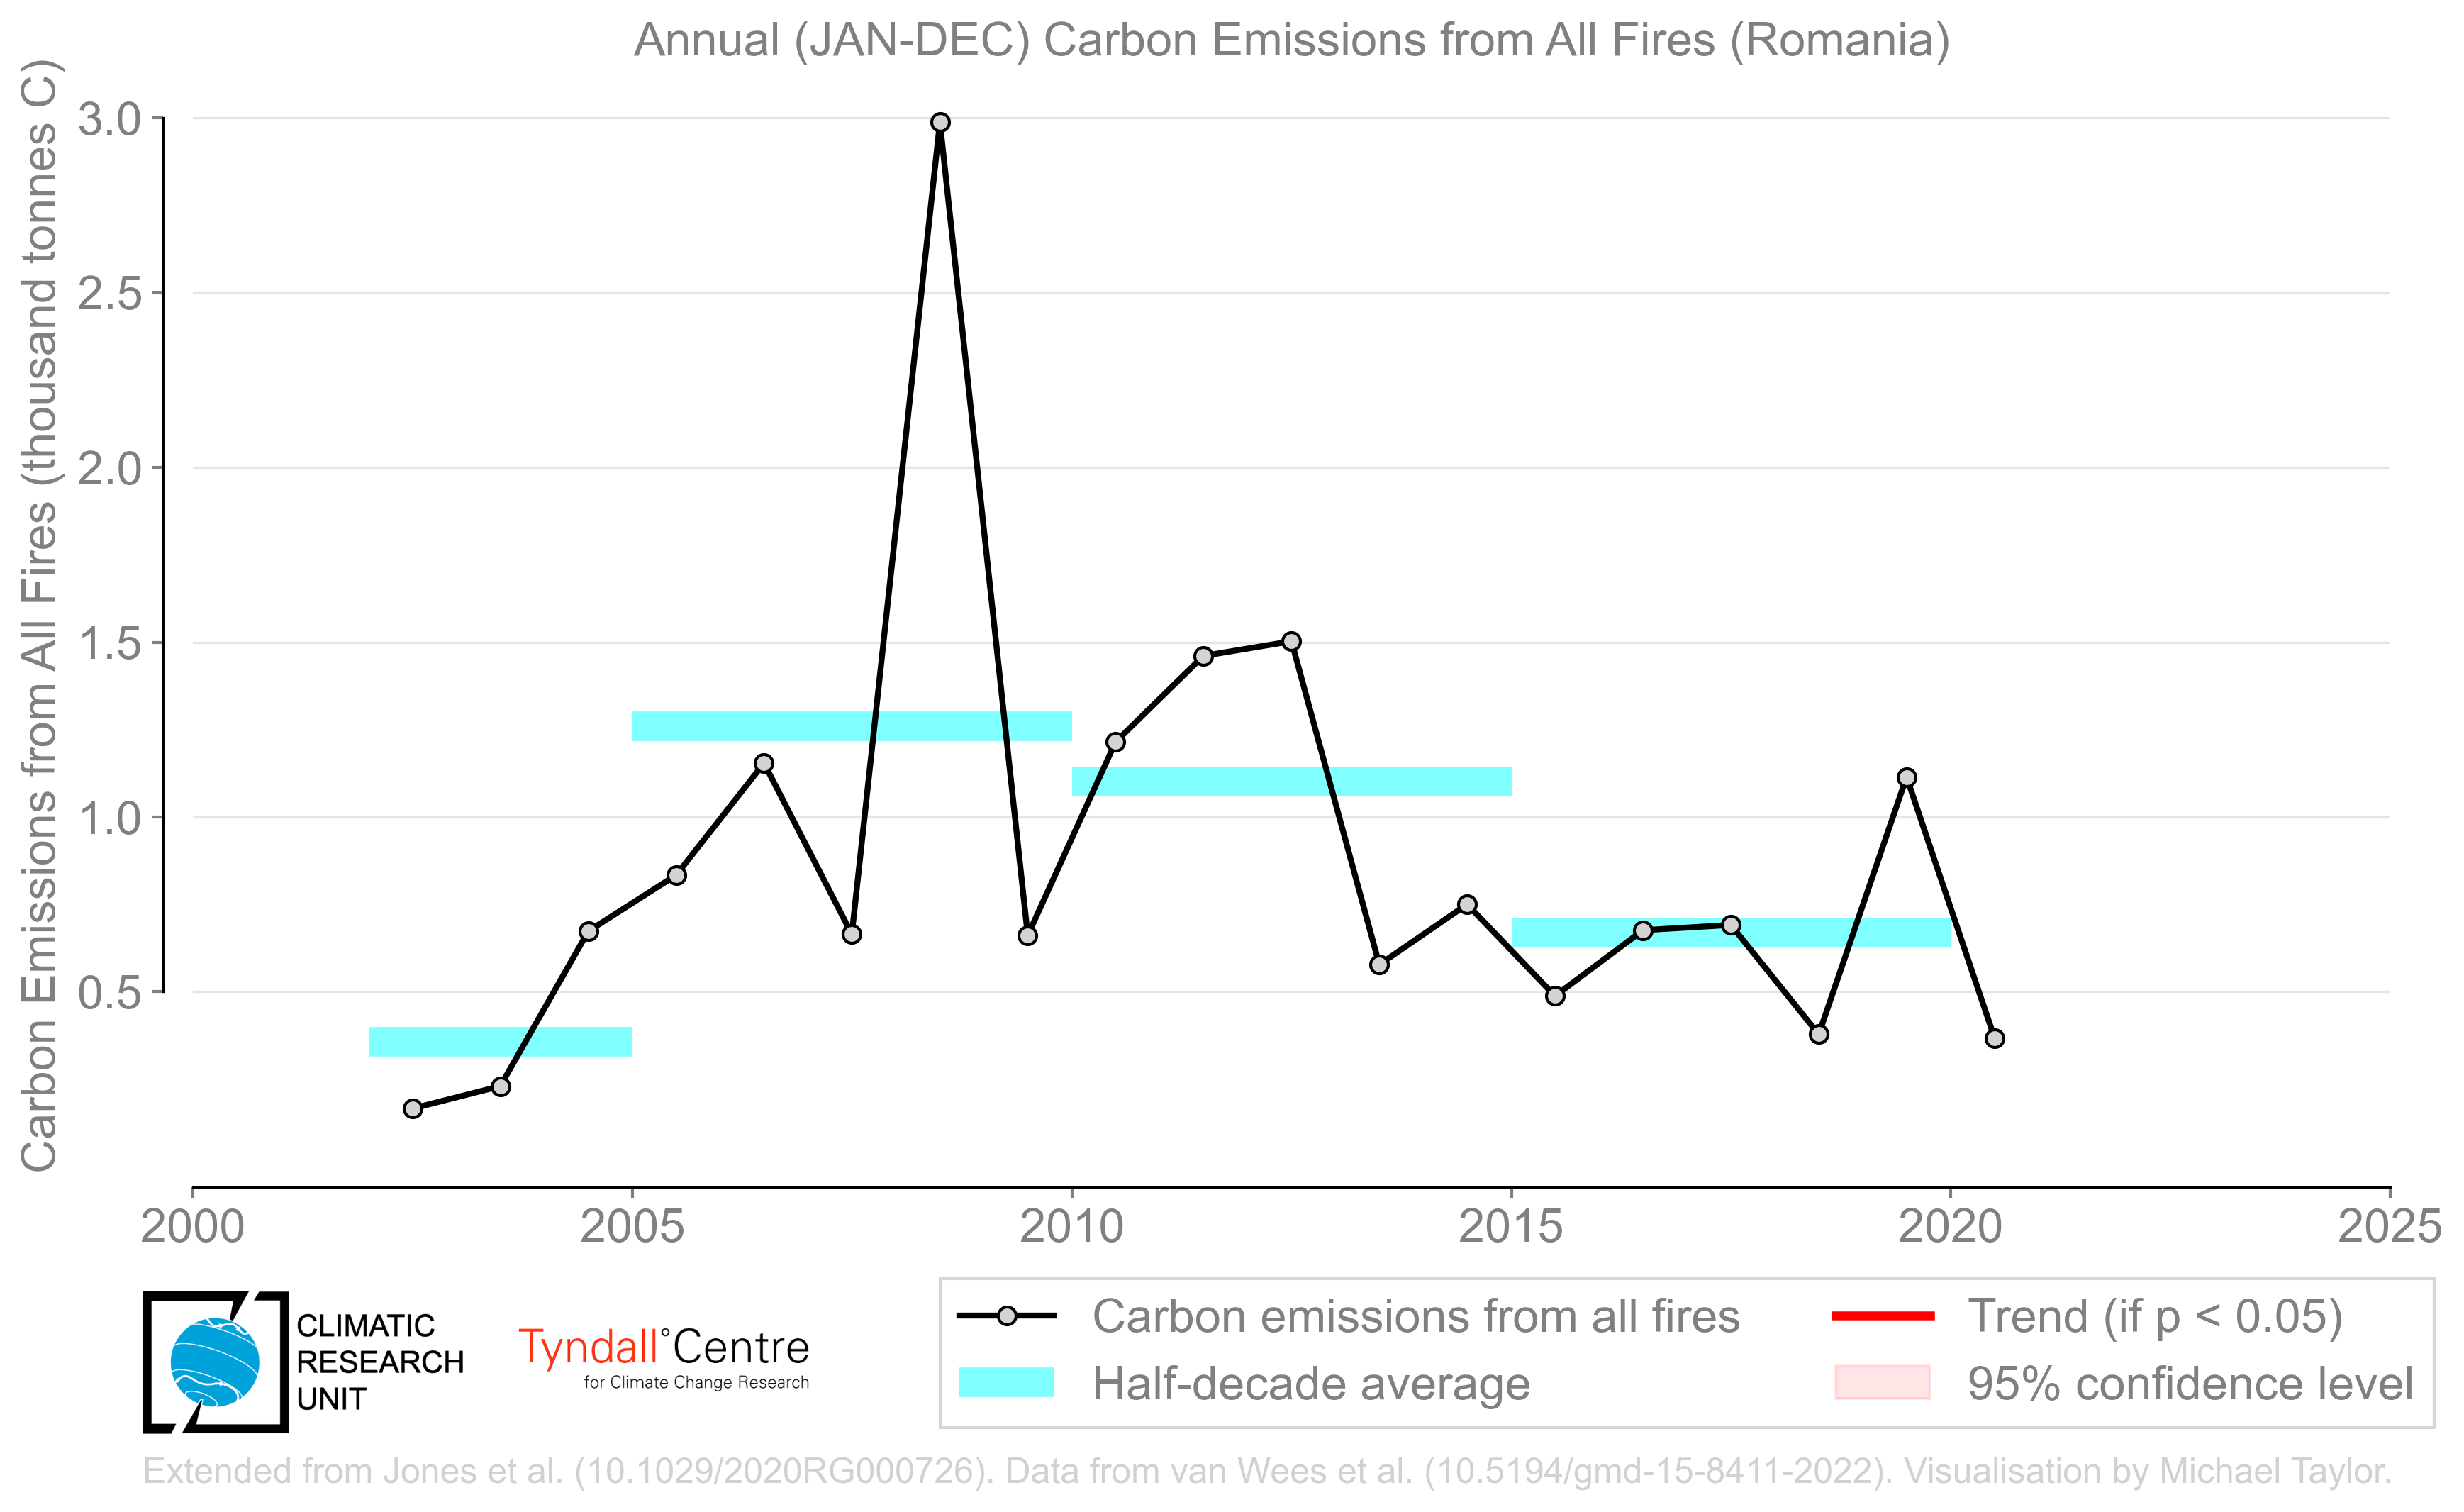 Annual (JAN-DEC) Carbon Emissions from All Fires (Romania)
Carbon Emissions from All Fires (thousand tonnes C)
3.0
2.5
2.0
1.5
1.0
0.5
2000 2005 2010 2015 2020 2025
CLIMATIC
RESEARCH
UNIT
Tyndall°Centre
for Climate Change Research
Carbon emissions from all fires
Half-decade average
Trend (if p < 0.05)
95% confidence level
Extended from Jones et al. (10.1029/2020RG000726). Data from van Wees et al. (10.5194/gmd-15-8411-2022). Visualisation by Michael Taylor.